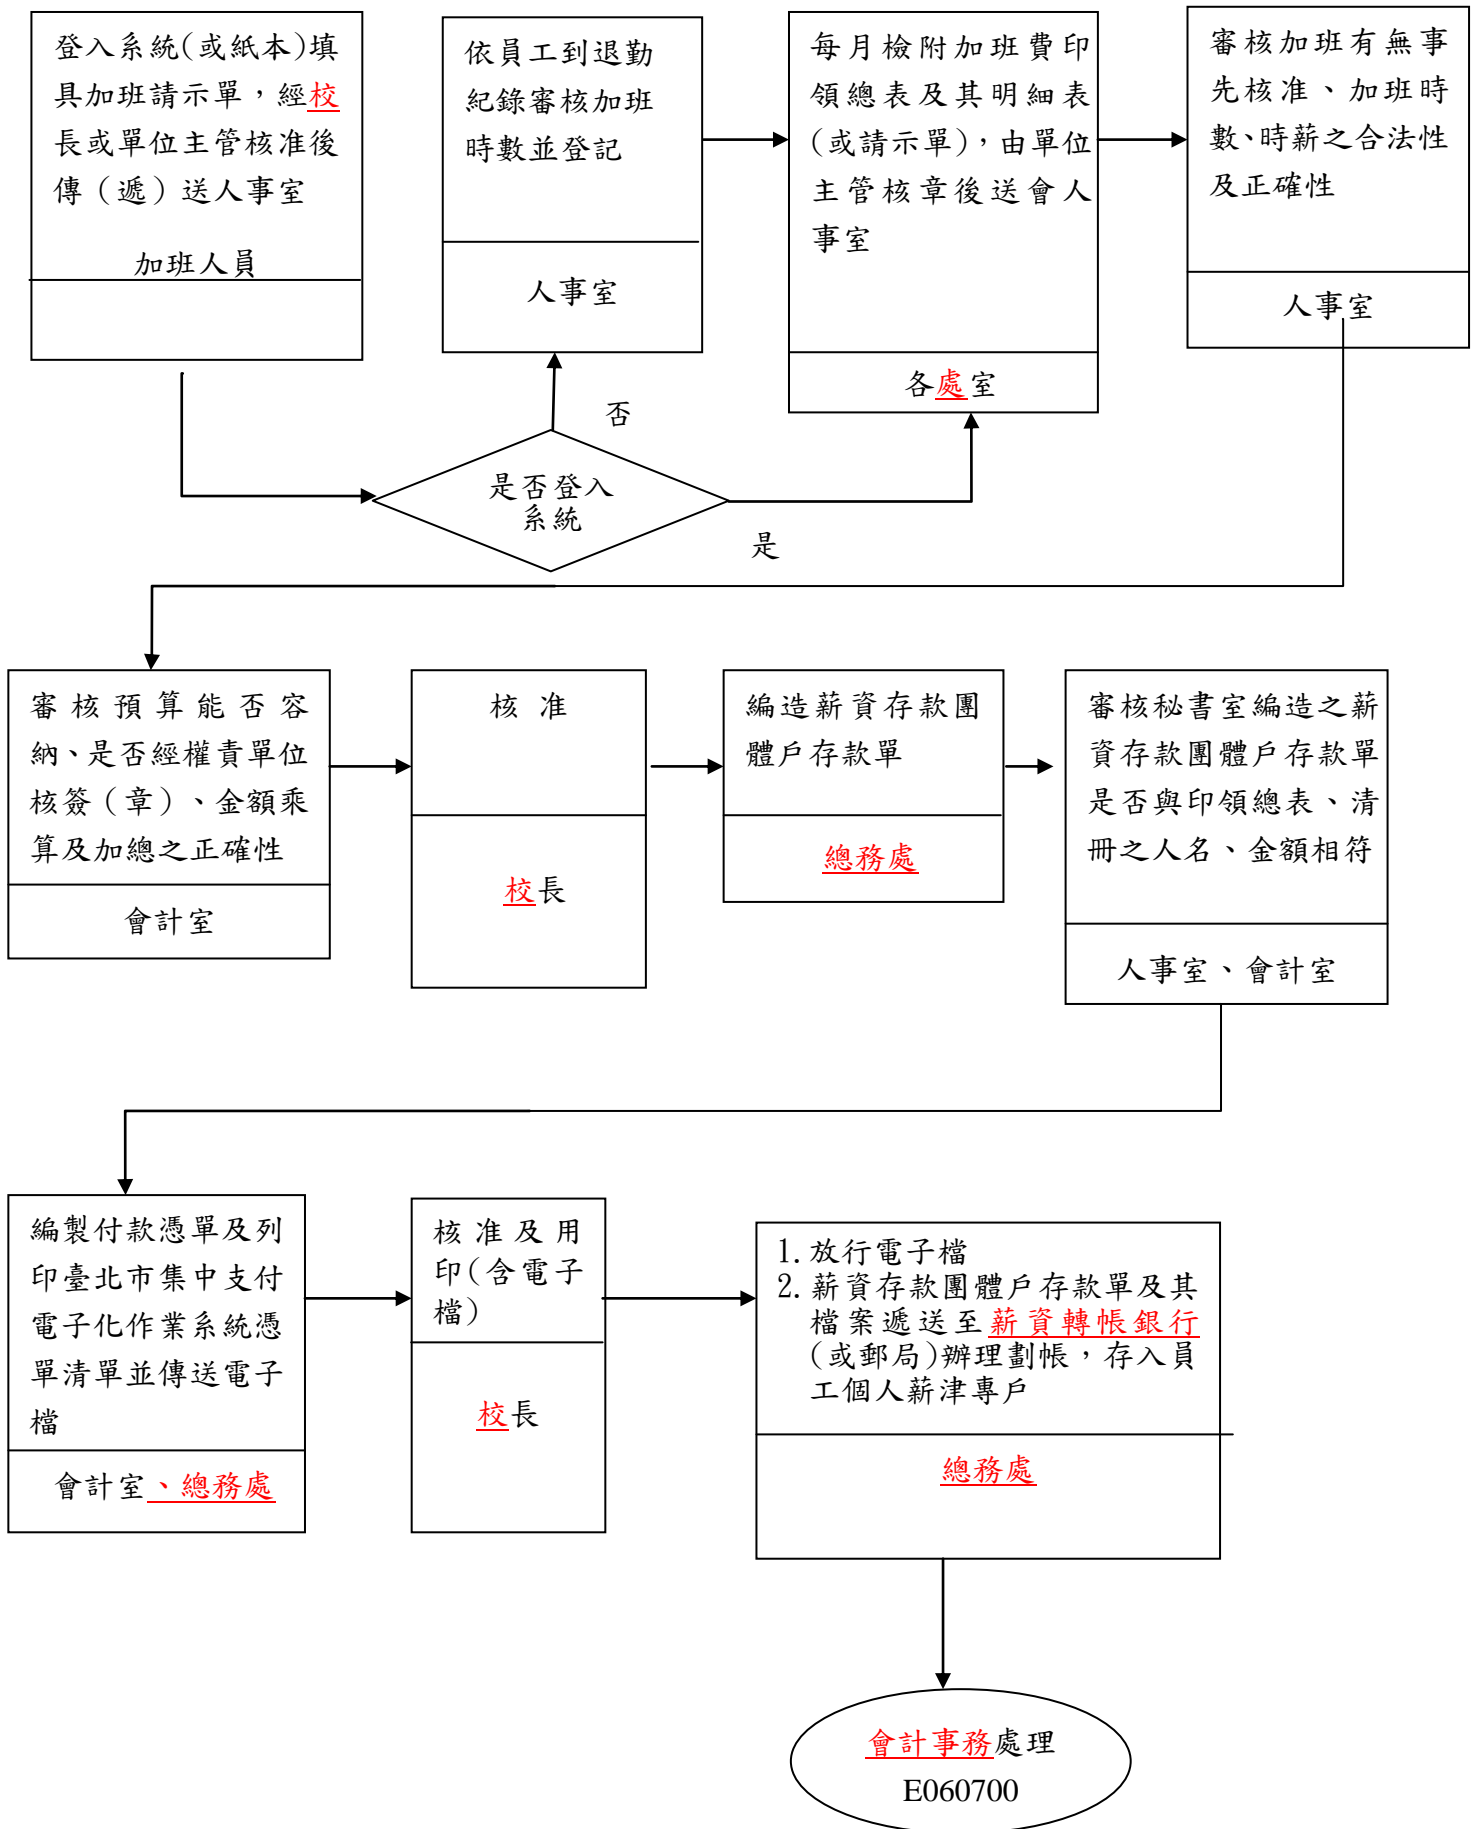 登入系統(或紙本)填
具加班請示單，經校
長或單位主管核准後
傳（遞）送人事室
加班人員
依員工到退勤
紀錄審核加班
時數並登記
人事室
每月檢附加班費印
領總表及其明細表
(或請示單)，由單位
主管核章後送會人
事室
各處室
審核加班有無事
先核准、加班時
數、時薪之合法性
及正確性
人事室
否
是否登入
系統
是
審核預算能否容
納、是否經權責單位
核簽（章）、金額乘
算及加總之正確性
會計室
核准
校長
編造薪資存款團
體戶存款單
總務處
審核秘書室編造之薪
資存款團體戶存款單
是否與印領總表、清
冊之人名、金額相符
人事室、會計室
編製付款憑單及列
印臺北市集中支付
電子化作業系統憑
單清單並傳送電子
檔
會計室、總務處
核准及用
印(含電子
檔)
校長
1.放行電子檔
2.薪資存款團體戶存款單及其
檔案遞送至薪資轉帳銀行
(或郵局)辦理劃帳，存入員
工個人薪津專戶
總務處
會計事務處理
E060700